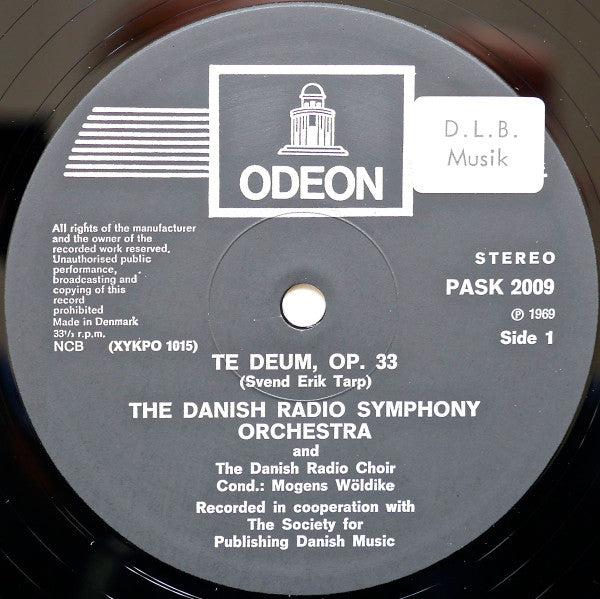 ODEON
D.L.B.
Musik
All rights of the manufacturer
and the owner of the
recorded work reserved.
Unauthorised public
performance,
broadcasting and
copying of this
record
prohibited
Made in Denmark
33⅓ r.p.m.
NCB (XYKPO 1015)
STEREO
PASK 2009
℗ 1969
Side 1
TE DEUM, OP. 33
(Svend Erik Tarp)
THE DANISH RADIO SYMPHONY
ORCHESTRA
and
The Danish Radio Choir
Cond.: Mogens Wöldike
Recorded in cooperation with
The Society for
Publishing Danish Music